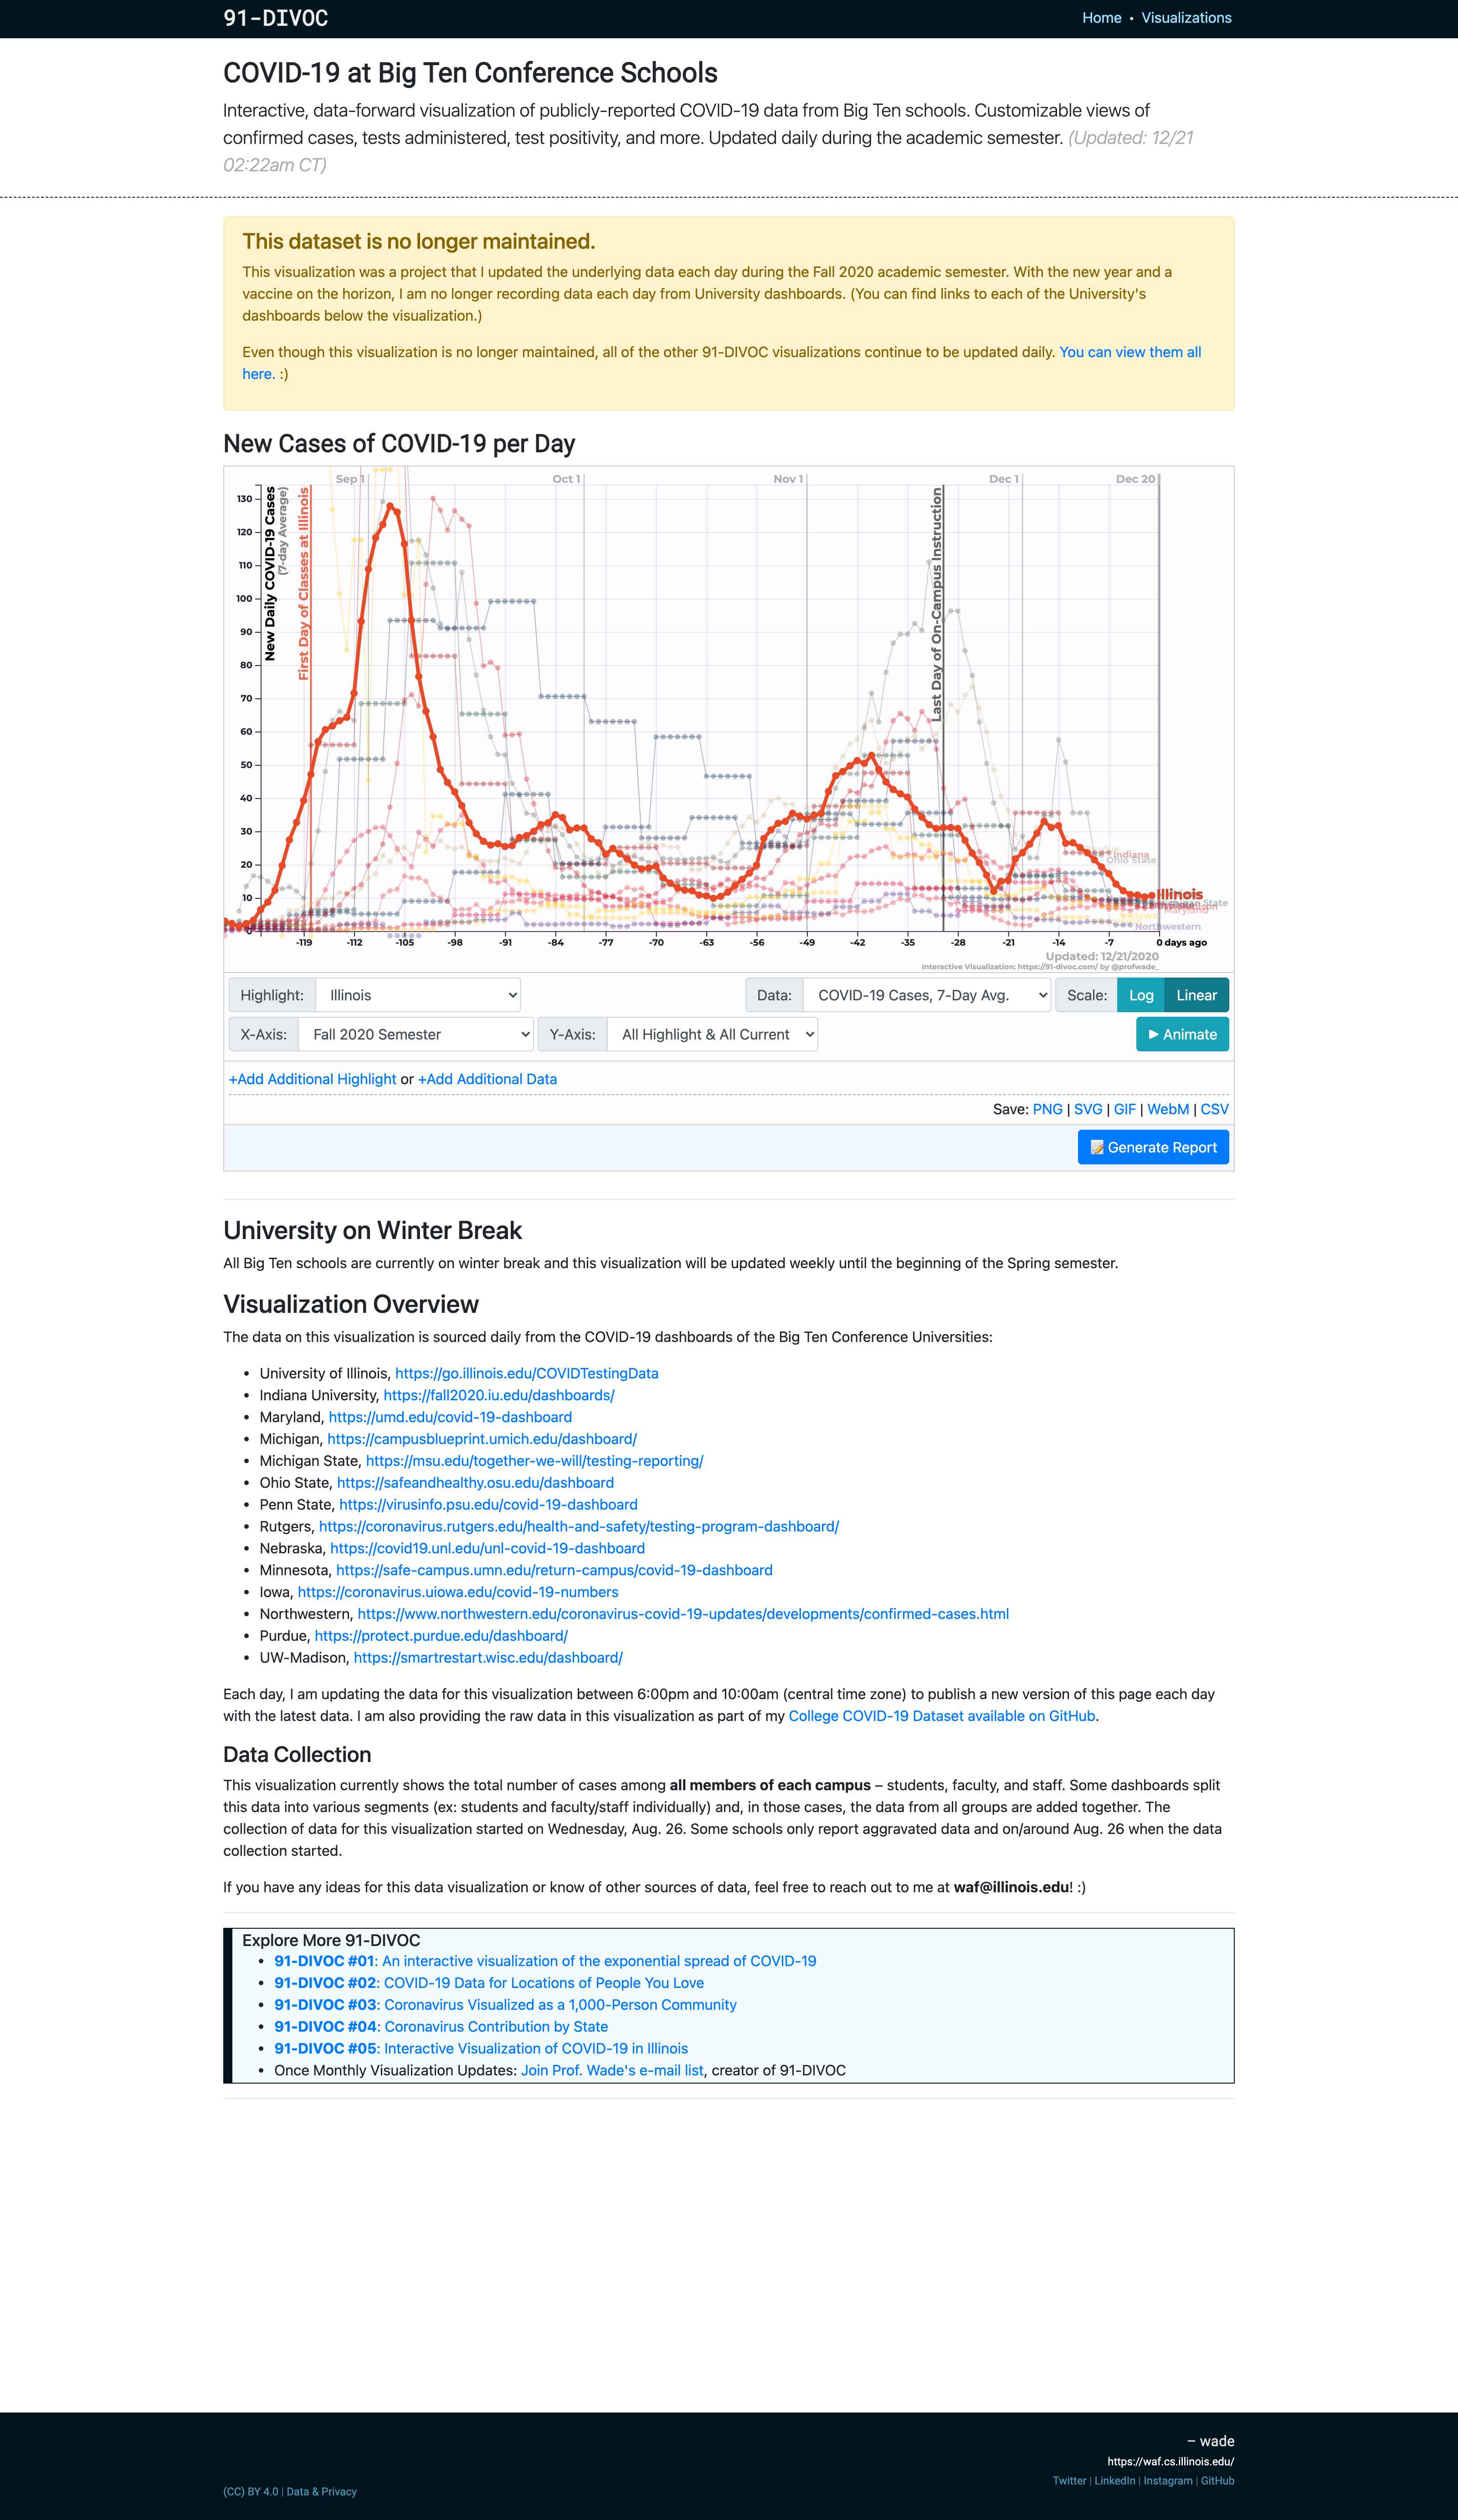 91-DIVOC
Home • Visualizations
COVID-19 at Big Ten Conference Schools
Interactive, data-forward visualization of publicly-reported COVID-19 data from Big Ten schools. Customizable views of
confirmed cases, tests administered, test positivity, and more. Updated daily during the academic semester. (Updated: 12/21
02:22am CT)
This dataset is no longer maintained.
This visualization was a project that I updated the underlying data each day during the Fall 2020 academic semester. With the new year and a
vaccine on the horizon, I am no longer recording data each day from University dashboards. (You can find links to each of the University's
dashboards below the visualization.)
Even though this visualization is no longer maintained, all of the other 91-DIVOC visualizations continue to be updated daily. You can view them all
here. :)
New Cases of COVID-19 per Day
Sep 1
Oct 1
Nov 1
Dec 1
Dec 20
130
120
110
100
90
80
70
60
50
40
30
20
10
0
New Daily COVID-19 Cases
(7-day Average)
First Day of Classes at Illinois
Last Day of On-Campus Instruction
Indiana
Ohio State
Illinois
State
Maryland
Iowa
Northwestern
-119 -112 -105 -98 -91 -84 -77 -70 -63 -56 -49 -42 -35 -28 -21 -14 -7 0 days ago
Updated: 12/21/2020
Interactive Visualization: https://91-divoc.com/ by @profwade_
Highlight: Illinois
Data: COVID-19 Cases, 7-Day Avg.
Scale: Log Linear
X-Axis: Fall 2020 Semester
Y-Axis: All Highlight & All Current
Animate
+Add Additional Highlight or +Add Additional Data
Save: PNG | SVG | GIF | WebM | CSV
Generate Report
University on Winter Break
All Big Ten schools are currently on winter break and this visualization will be updated weekly until the beginning of the Spring semester.
Visualization Overview
The data on this visualization is sourced daily from the COVID-19 dashboards of the Big Ten Conference Universities:
• University of Illinois, https://go.illinois.edu/COVIDTestingData
• Indiana University, https://fall2020.iu.edu/dashboards/
• Maryland, https://umd.edu/covid-19-dashboard
• Michigan, https://campusblueprint.umich.edu/dashboard/
• Michigan State, https://msu.edu/together-we-will/testing-reporting/
• Ohio State, https://safeandhealthy.osu.edu/dashboard
• Penn State, https://virusinfo.psu.edu/covid-19-dashboard
• Rutgers, https://coronavirus.rutgers.edu/health-and-safety/testing-program-dashboard/
• Nebraska, https://covid19.unl.edu/unl-covid-19-dashboard
• Minnesota, https://safe-campus.umn.edu/return-campus/covid-19-dashboard
• Iowa, https://coronavirus.uiowa.edu/covid-19-numbers
• Northwestern, https://www.northwestern.edu/coronavirus-covid-19-updates/developments/confirmed-cases.html
• Purdue, https://protect.purdue.edu/dashboard/
• UW-Madison, https://smartrestart.wisc.edu/dashboard/
Each day, I am updating the data for this visualization between 6:00pm and 10:00am (central time zone) to publish a new version of this page each day
with the latest data. I am also providing the raw data in this visualization as part of my College COVID-19 Dataset available on GitHub.
Data Collection
This visualization currently shows the total number of cases among all members of each campus – students, faculty, and staff. Some dashboards split
this data into various segments (ex: students and faculty/staff individually) and, in those cases, the data from all groups are added together. The
collection of data for this visualization started on Wednesday, Aug. 26. Some schools only report aggravated data and on/around Aug. 26 when the data
collection started.
If you have any ideas for this data visualization or know of other sources of data, feel free to reach out to me at waf@illinois.edu! :)
Explore More 91-DIVOC
• 91-DIVOC #01: An interactive visualization of the exponential spread of COVID-19
• 91-DIVOC #02: COVID-19 Data for Locations of People You Love
• 91-DIVOC #03: Coronavirus Visualized as a 1,000-Person Community
• 91-DIVOC #04: Coronavirus Contribution by State
• 91-DIVOC #05: Interactive Visualization of COVID-19 in Illinois
• Once Monthly Visualization Updates: Join Prof. Wade's e-mail list, creator of 91-DIVOC
– wade
https://waf.cs.illinois.edu/
Twitter | LinkedIn | Instagram | GitHub
(CC) BY 4.0 | Data & Privacy